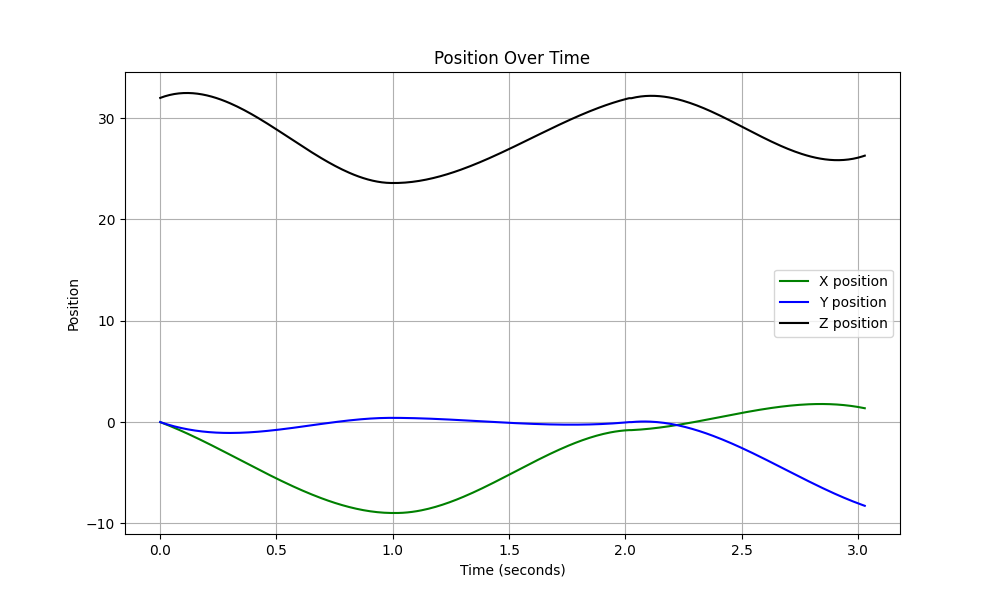 Position Over Time
30
20
10
0
−10
Position
X position
Y position
Z position
0.0 0.5 1.0 1.5 2.0 2.5 3.0
Time (seconds)